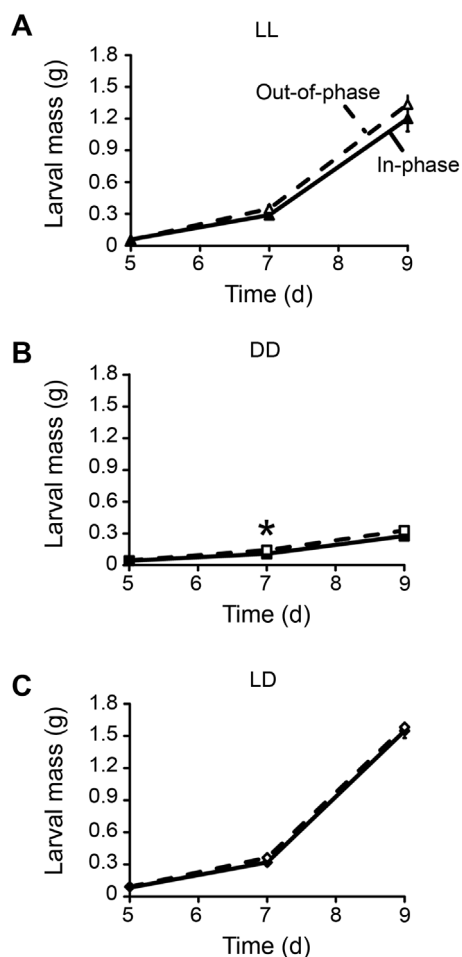 A
LL
Larval mass (g)
1.8
1.5
1.2
0.9
0.6
0.3
0
Out-of-phase
In-phase
5
6
7
8
9
Time (d)
B
DD
Larval mass (g)
1.8
1.5
1.2
0.9
0.6
0.3
0
*
5
6
7
8
9
Time (d)
C
LD
Larval mass (g)
1.8
1.5
1.2
0.9
0.6
0.3
0
5
6
7
8
9
Time (d)